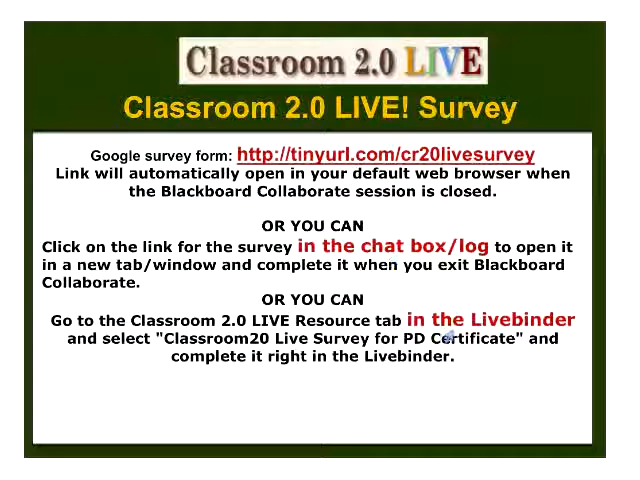 Classroom 2.0 LIVE
Classroom 2.0 LIVE! Survey
Google survey form: http://tinyurl.com/cr20livesurvey
Link will automatically open in your default web browser when
the Blackboard Collaborate session is closed.
OR YOU CAN
Click on the link for the survey in the chat box/log to open it
in a new tab/window and complete it when you exit Blackboard
Collaborate.
OR YOU CAN
Go to the Classroom 2.0 LIVE Resource tab in the Livebinder
and select "Classroom20 Live Survey for PD Certificate" and
complete it right in the Livebinder.